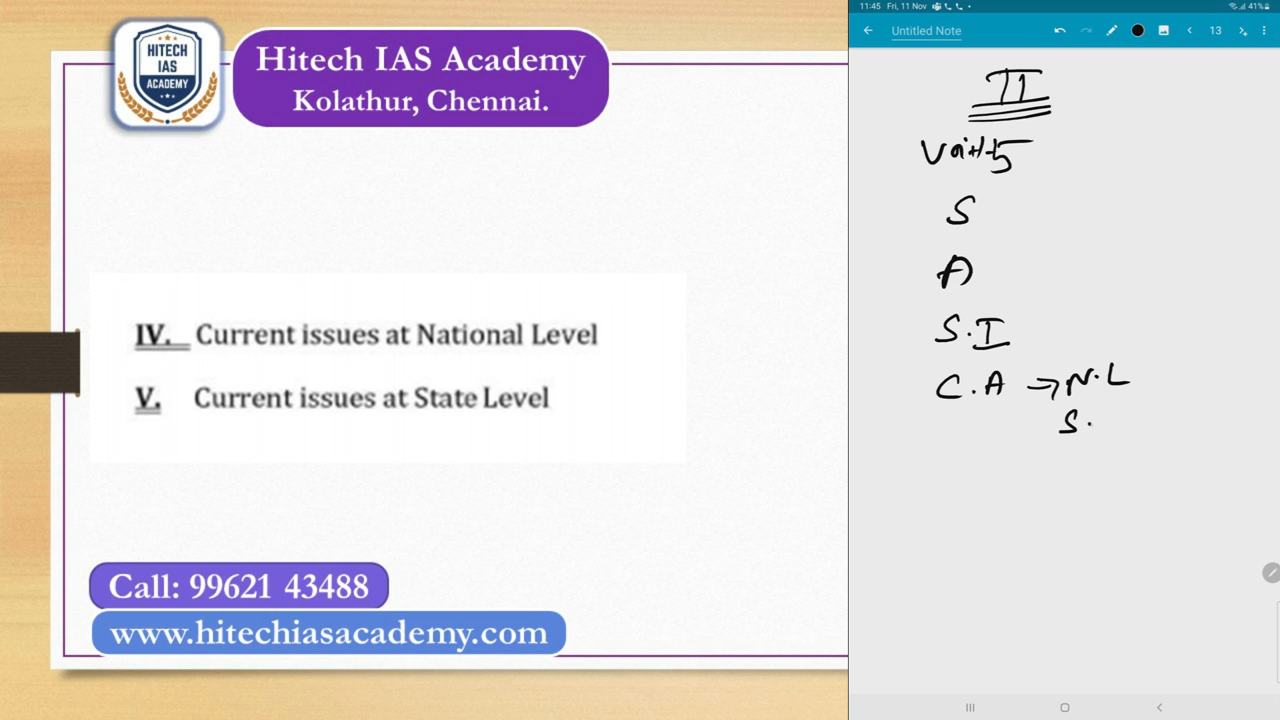 HITECH
IAS
ACADEMY
Hitech IAS Academy
Kolathur, Chennai.
IV. Current issues at National Level
V. Current issues at State Level
Call: 99621 43488
www.hitechiasacademy.com
11:45 Fri, 11 Nov
41%
Untitled Note
13
II
Unit-5
S
A
S.I
C.A → N.L
S.